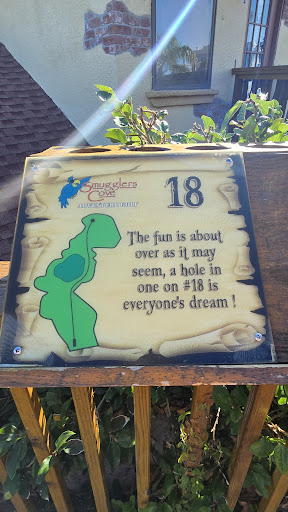 Smugglers
Cove
ADVENTURE GOLF
18
The fun is about
over as it may
seem, a hole in
one on #18 is
everyone's dream !